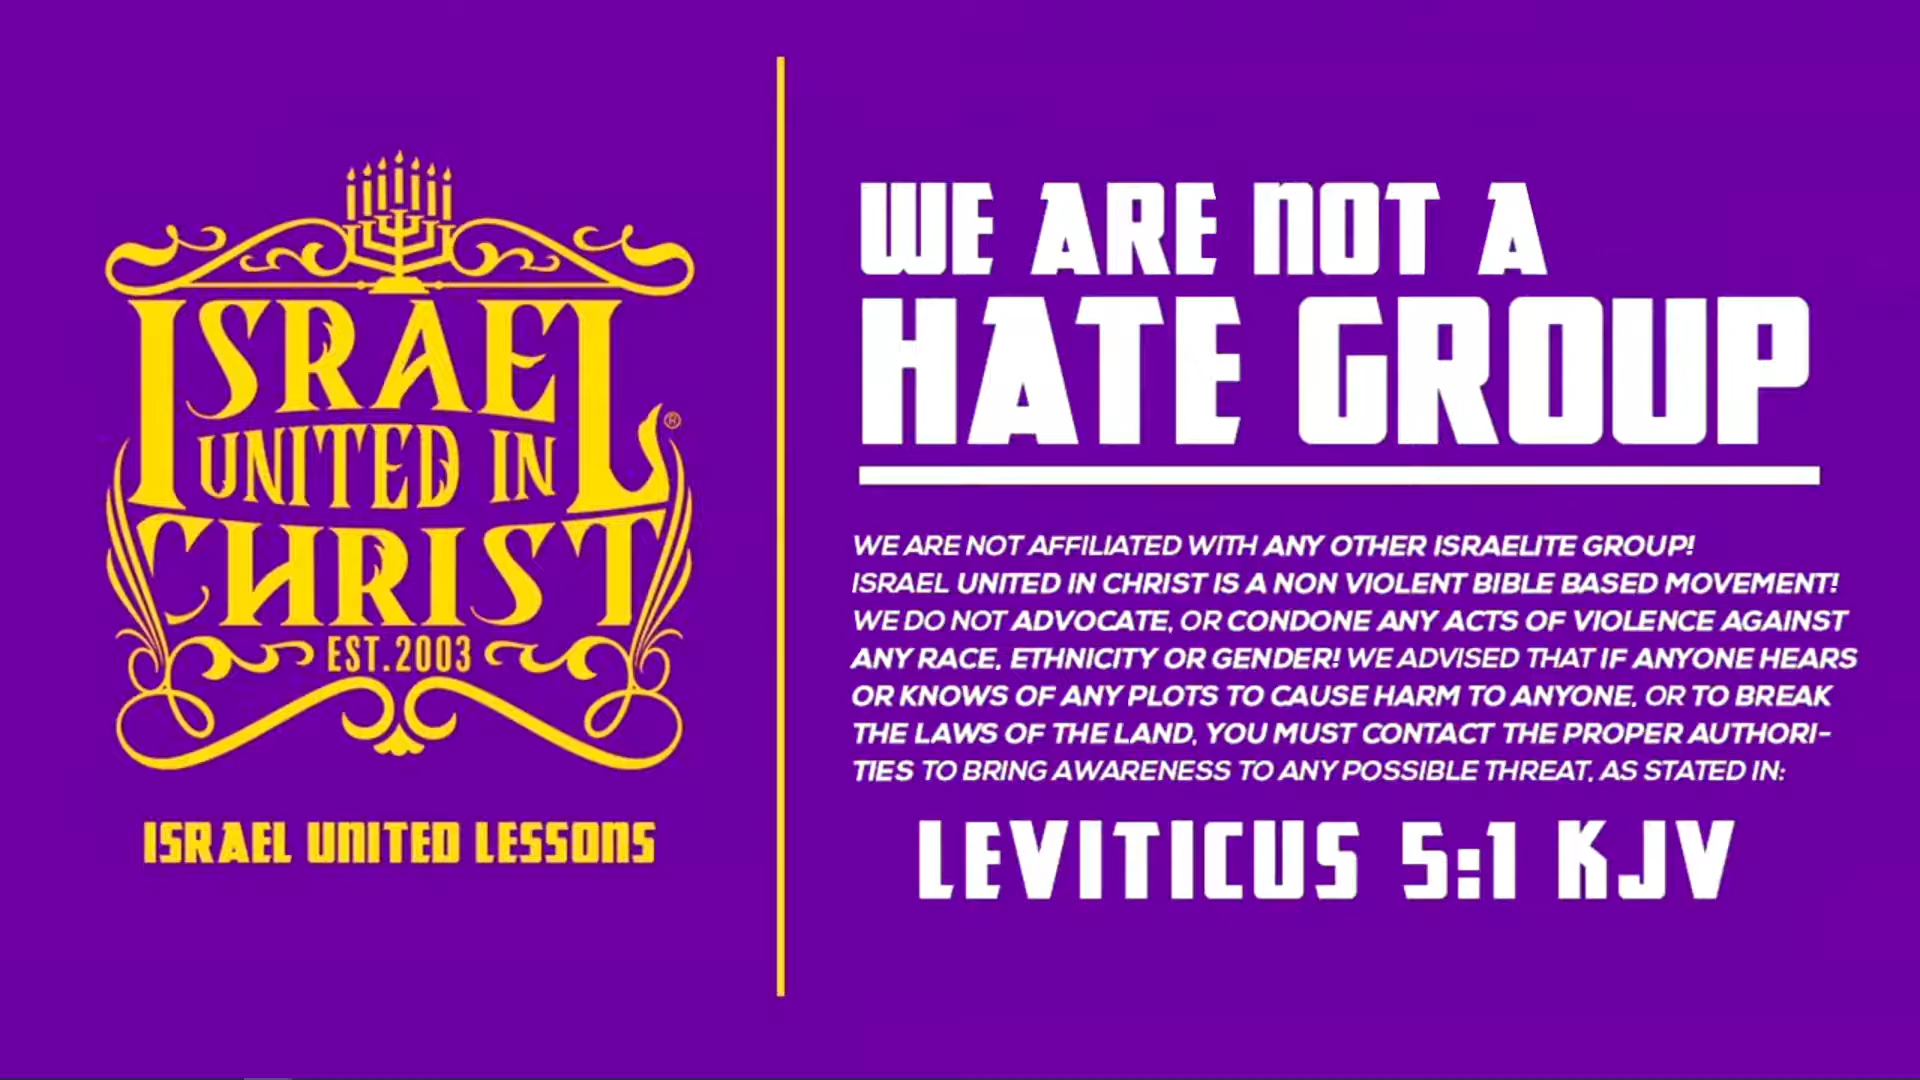 ISRAEL
UNITED IN
CHRIST
®
EST.2003
ISRAEL UNITED LESSONS
WE ARE NOT A
HATE GROUP
WE ARE NOT AFFILIATED WITH ANY OTHER ISRAELITE GROUP!
ISRAEL UNITED IN CHRIST IS A NON VIOLENT BIBLE BASED MOVEMENT!
WE DO NOT ADVOCATE, OR CONDONE ANY ACTS OF VIOLENCE AGAINST
ANY RACE, ETHNICITY OR GENDER! WE ADVISED THAT IF ANYONE HEARS
OR KNOWS OF ANY PLOTS TO CAUSE HARM TO ANYONE, OR TO BREAK
THE LAWS OF THE LAND, YOU MUST CONTACT THE PROPER AUTHORI-
TIES TO BRING AWARENESS TO ANY POSSIBLE THREAT, AS STATED IN:
LEVITICUS 5:1 KJV